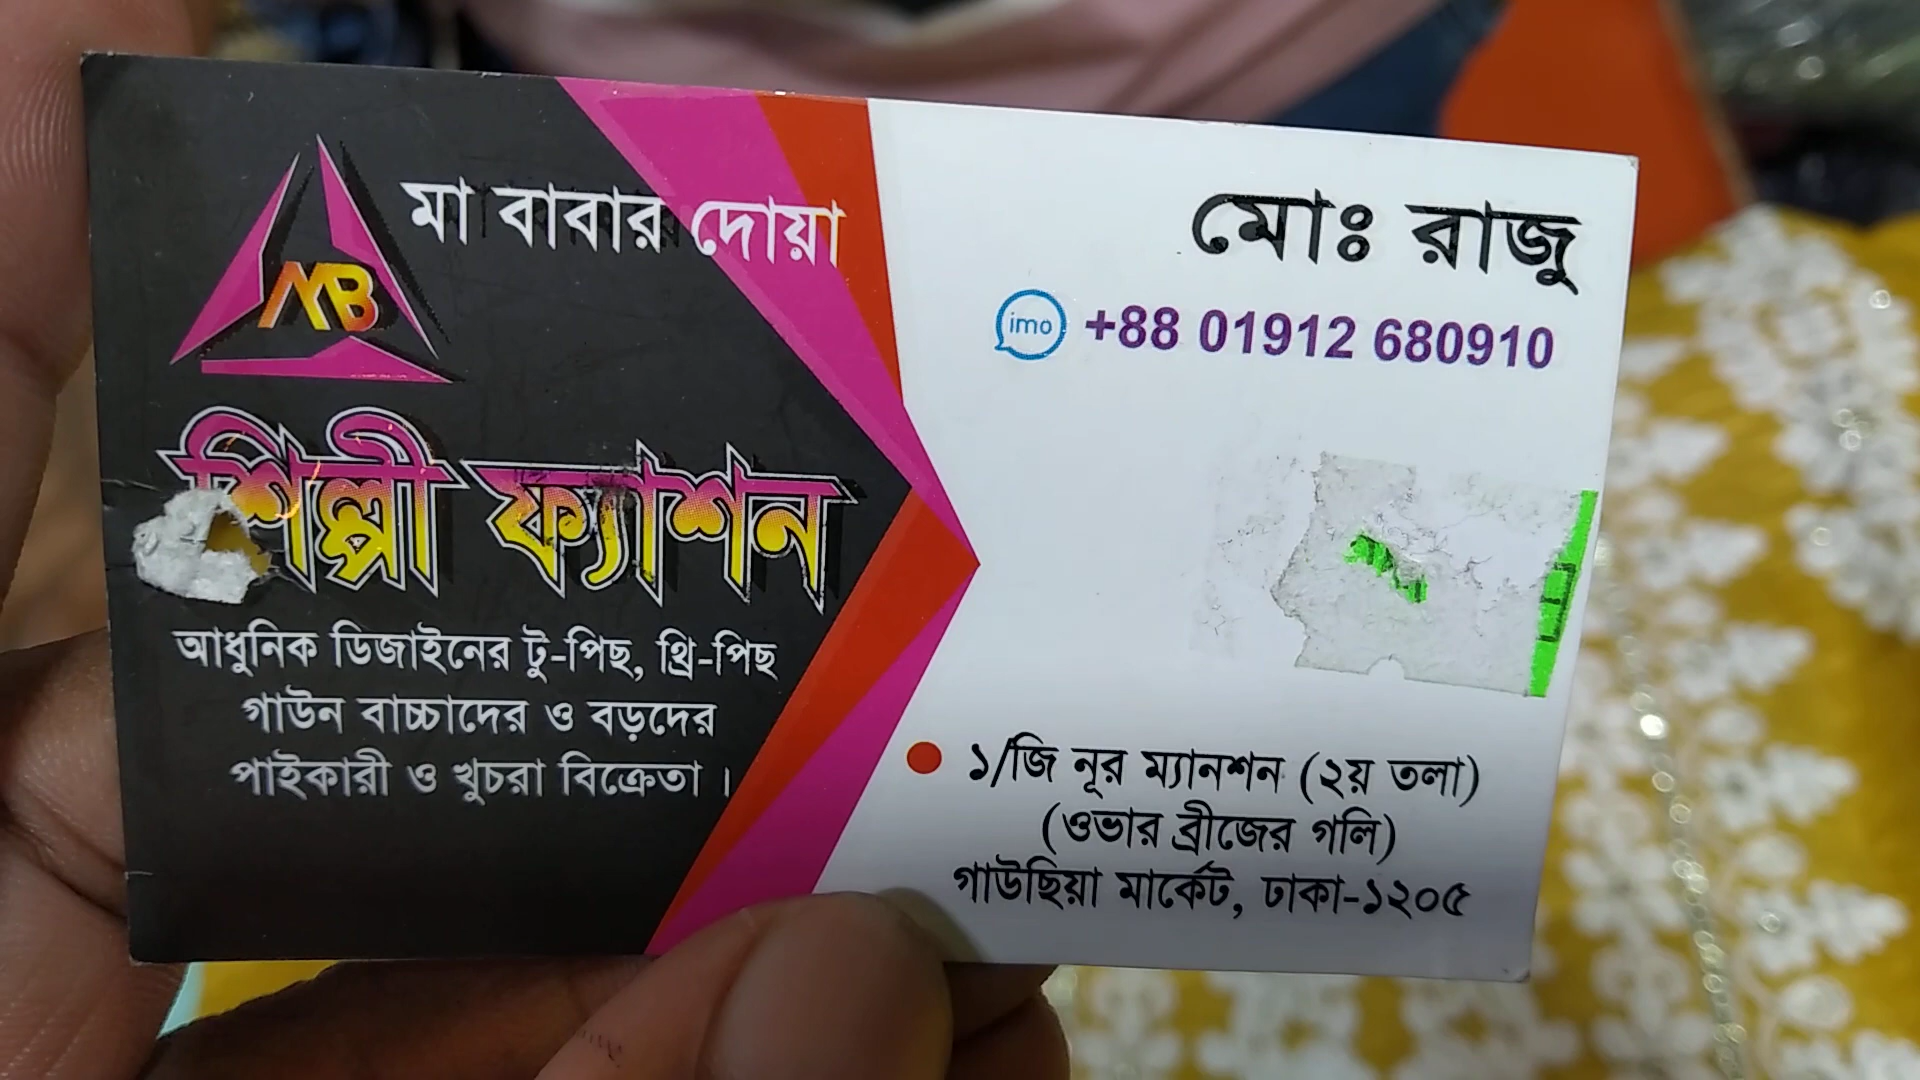 মা বাবার দোয়া
NB
শিল্পী ফ্যাশন
আধুনিক ডিজাইনের টু-পিছ, থ্রি-পিছ
গাউন বাচ্চাদের ও বড়দের
পাইকারী ও খুচরা বিক্রেতা।
মোঃ রাজু
imo +88 01912 680910
১/জি নূর ম্যানশন (২য় তলা)
(ওভার ব্রীজের গলি)
গাউছিয়া মার্কেট, ঢাকা-১২০৫